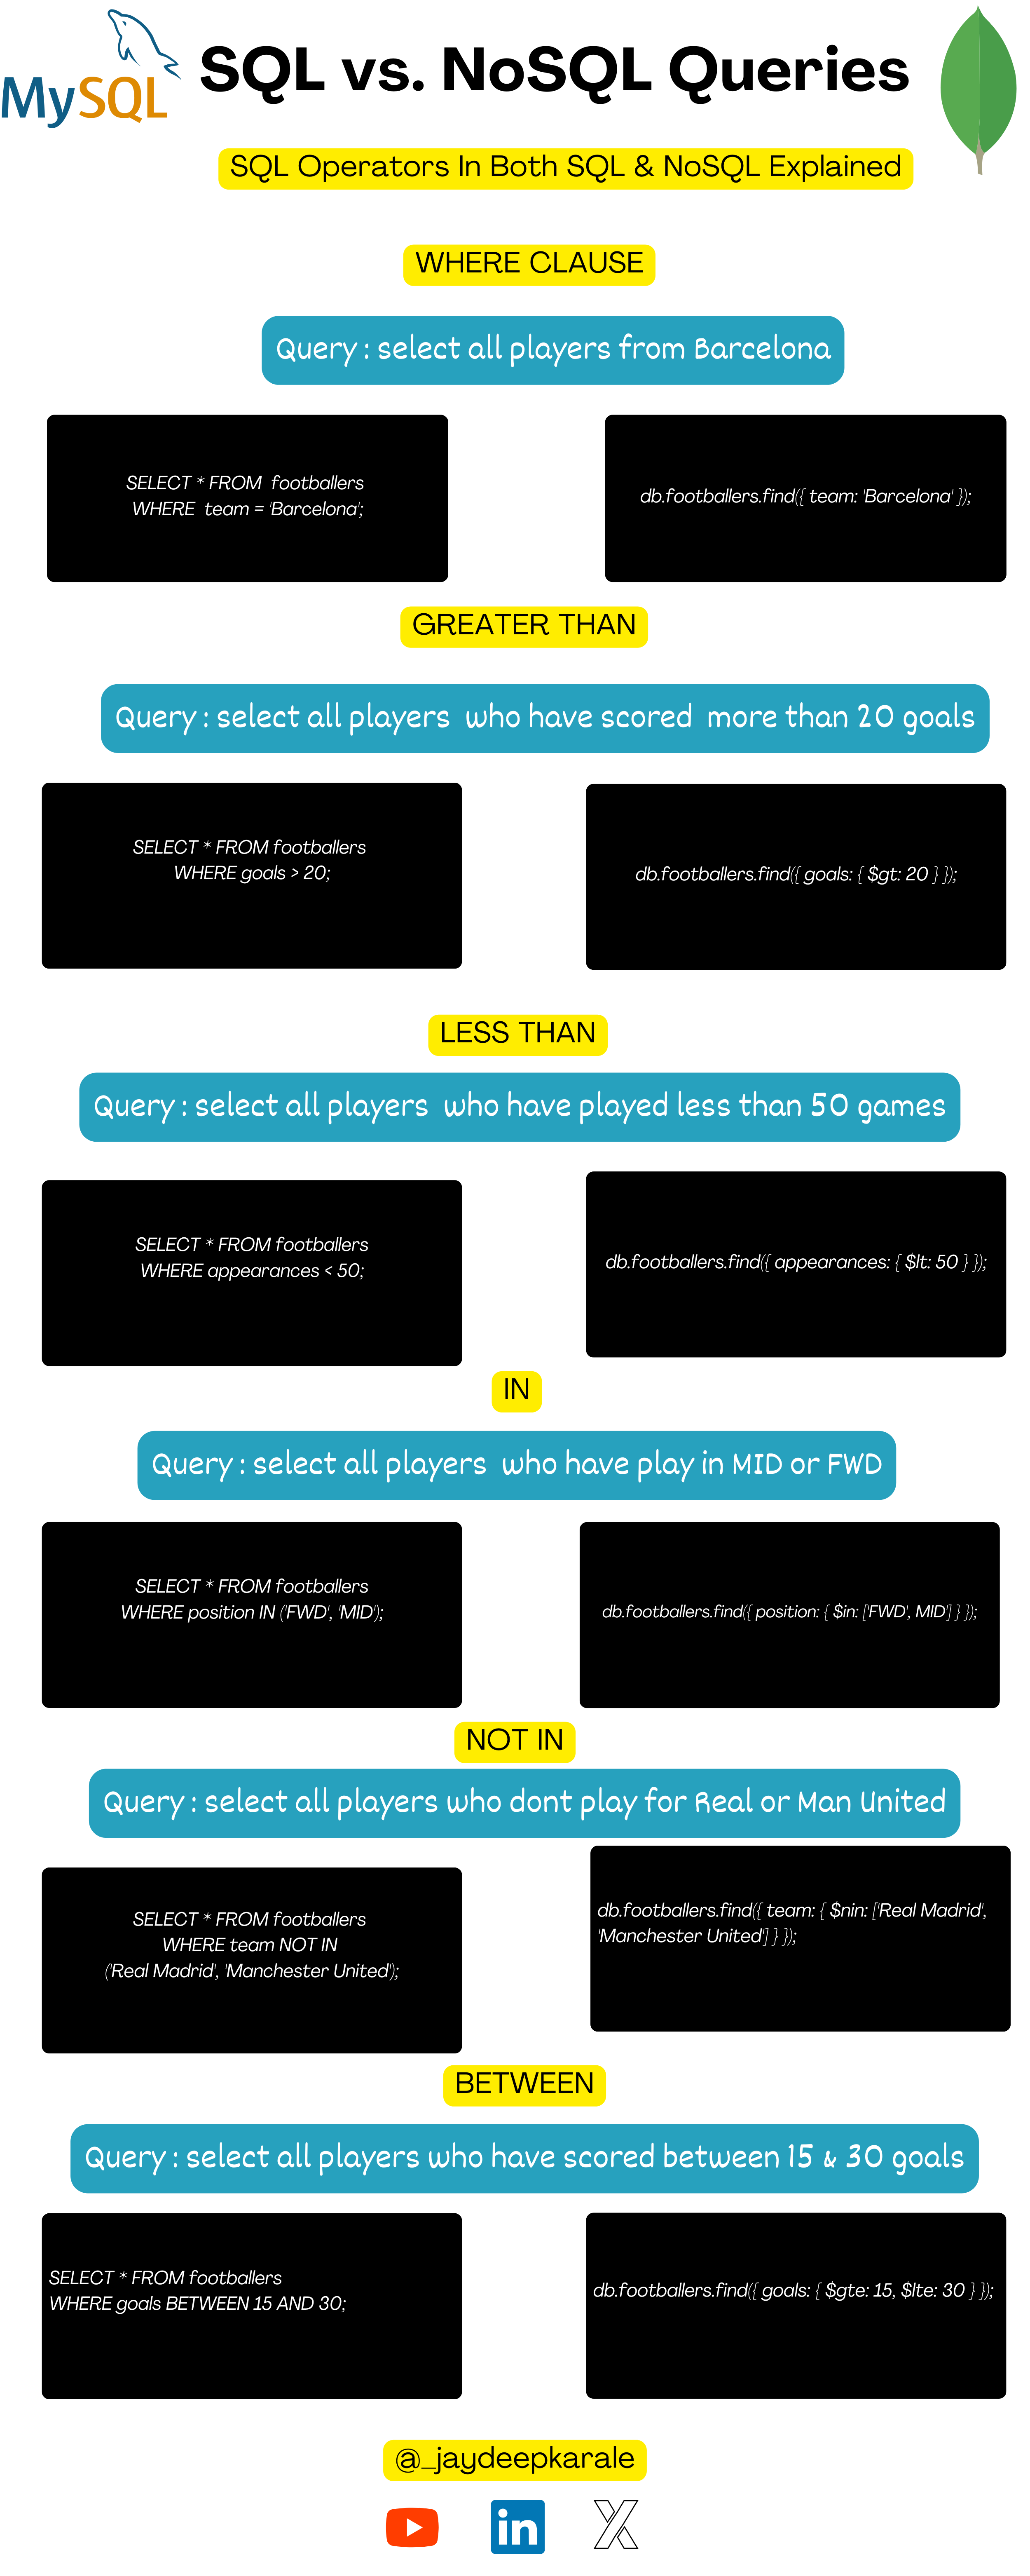 MySQL
SQL vs. NoSQL Queries
SQL Operators In Both SQL & NoSQL Explained
WHERE CLAUSE
Query : select all players from Barcelona
SELECT * FROM footballers
WHERE team = 'Barcelona';
db.footballers.find({ team: 'Barcelona' });
GREATER THAN
Query : select all players who have scored more than 20 goals
SELECT * FROM footballers
WHERE goals > 20;
db.footballers.find({ goals: { $gt: 20 } });
LESS THAN
Query : select all players who have played less than 50 games
SELECT * FROM footballers
WHERE appearances < 50;
db.footballers.find({ appearances: { $lt: 50 } });
IN
Query : select all players who have play in MID or FWD
SELECT * FROM footballers
WHERE position IN ('FWD', 'MID');
db.footballers.find({ position: { $in: ['FWD', MID'] } });
NOT IN
Query : select all players who dont play for Real or Man United
SELECT * FROM footballers
WHERE team NOT IN
('Real Madrid', 'Manchester United');
db.footballers.find({ team: { $nin: ['Real Madrid',
'Manchester United'] } });
BETWEEN
Query : select all players who have scored between 15 & 30 goals
SELECT * FROM footballers
WHERE goals BETWEEN 15 AND 30;
db.footballers.find({ goals: { $gte: 15, $lte: 30 } });
@_jaydeepkarale
in
X